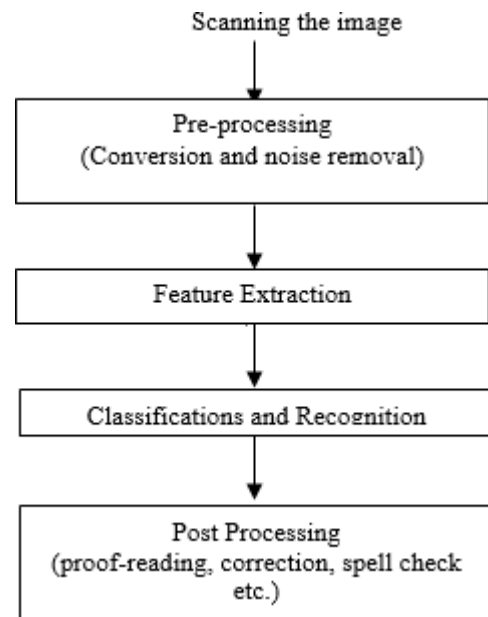 Scanning the image
Pre-processing
(Conversion and noise removal)
Feature Extraction
Classifications and Recognition
Post Processing
(proof-reading, correction, spell check
etc.)